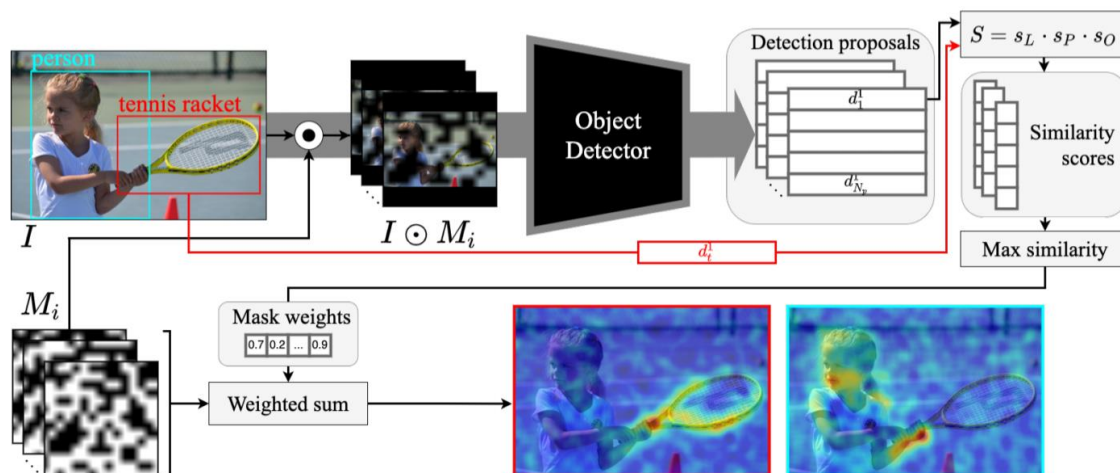 person
tennis racket
I
I ⊙ M_i
Object
Detector
Detection proposals
d_1^1
d_{N_p}^1
S = s_L · s_P · s_O
Similarity
scores
Max similarity
d_t^1
M_i
Mask weights
0.7 0.2 ... 0.9
Weighted sum